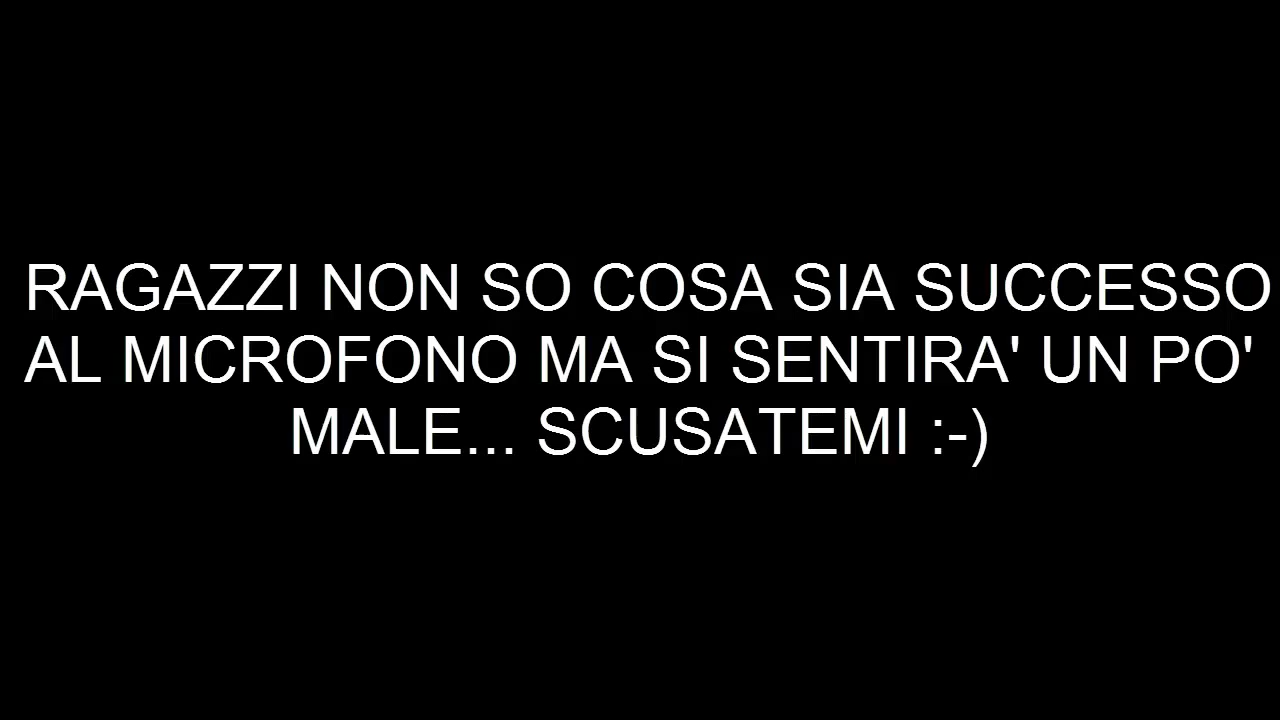 RAGAZZI NON SO COSA SIA SUCCESSO
AL MICROFONO MA SI SENTIRA' UN PO'
MALE... SCUSATEMI :-)